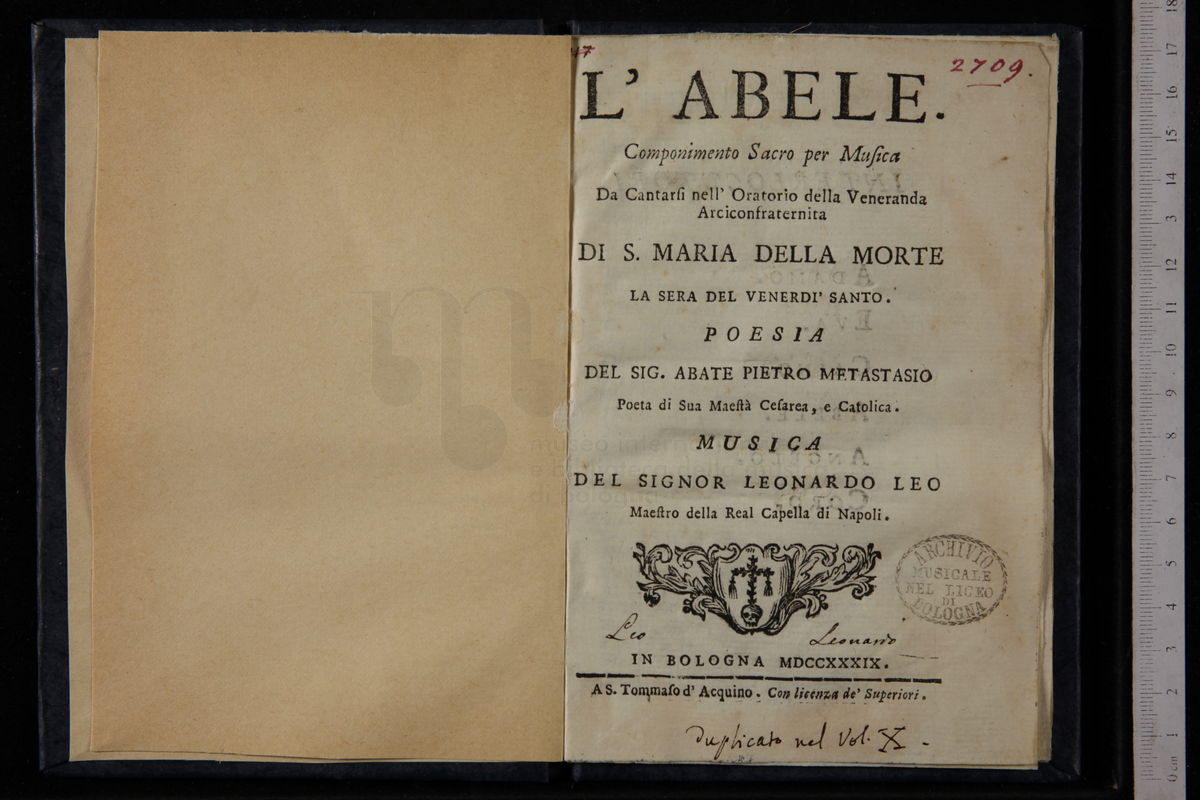 2709.
L' ABELE.
Componimento Sacro per Muſica
Da Cantarſi nell' Oratorio della Veneranda
Arciconfraternita
DI S. MARIA DELLA MORTE
LA SERA DEL VENERDI' SANTO.
POESIA
DEL SIG. ABATE PIETRO METASTASIO
Poeta di Sua Maeſtà Ceſarea, e Catolica.
MUSICA
DEL SIGNOR LEONARDO LEO
Maeſtro della Real Capella di Napoli.
ARCHIVIO
MUSICALE
NEL LICEO
DI
BOLOGNA
Leo Leonardo
IN BOLOGNA MDCCXXXIX.
A S. Tommaſo d' Acquino. Con licenza de' Superiori.
Duplicato nel Vol. X -